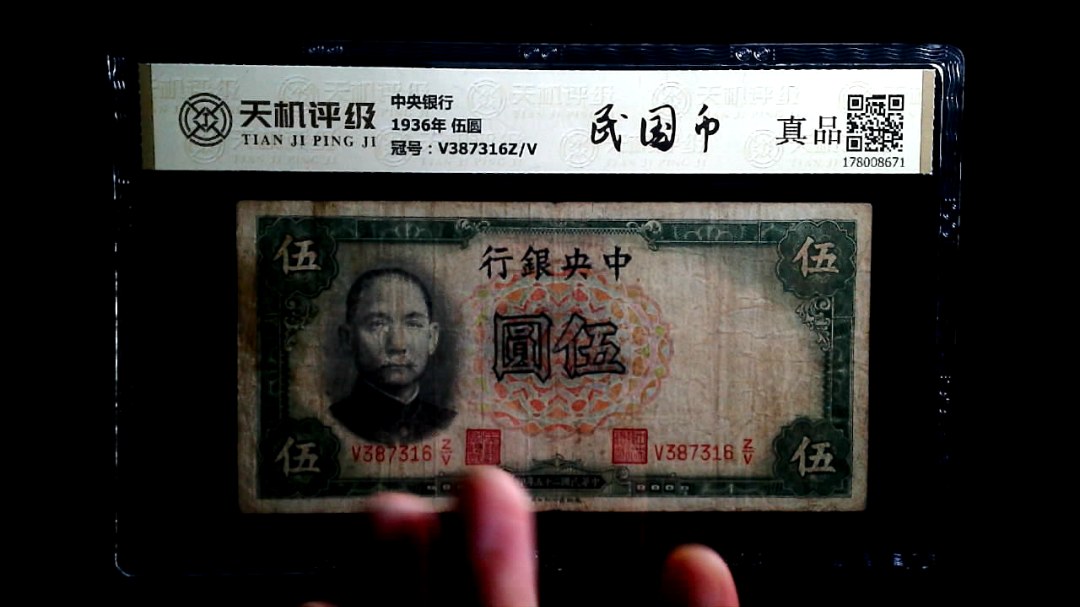 天机评级
TIAN JI PING JI
中央银行
1936年 伍圆
冠号：V387316Z/V
民国币
真品
178008671
伍
行銀央中
伍
圓伍
V387316 Z/V
V387316 Z/V
伍
伍